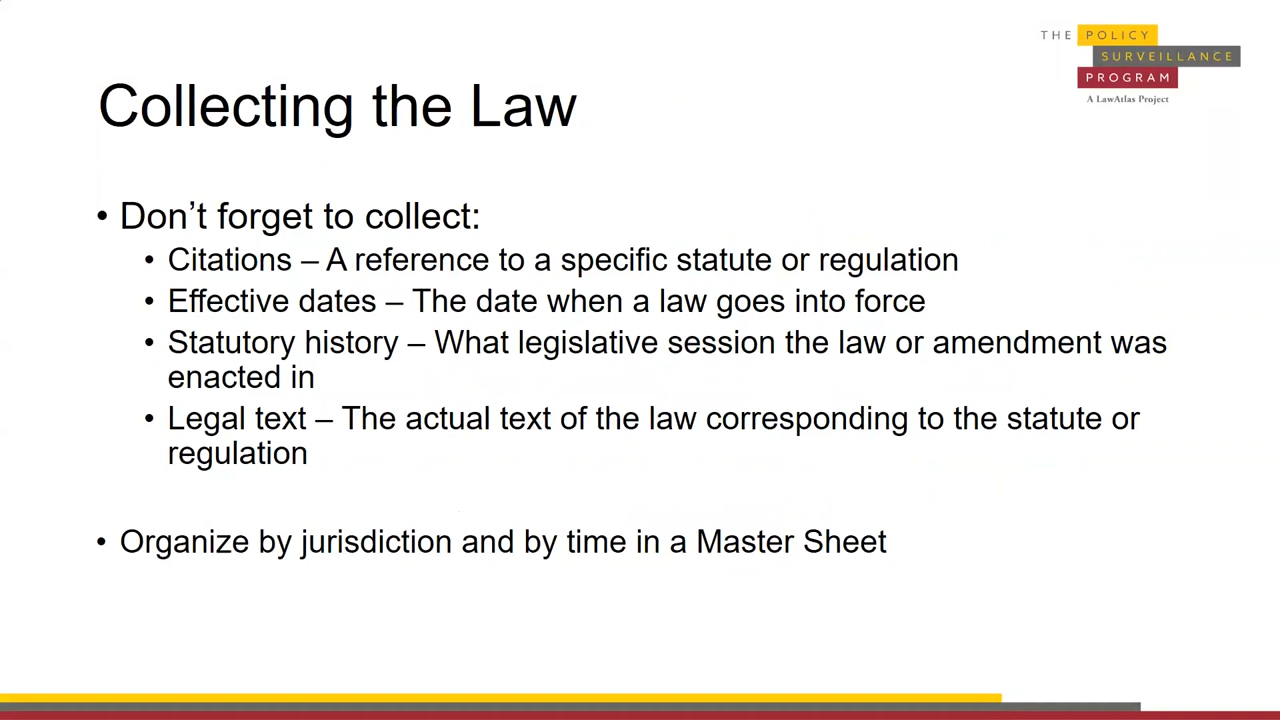 THE POLICY
SURVEILLANCE
PROGRAM
A LawAtlas Project
Collecting the Law
• Don’t forget to collect:
• Citations – A reference to a specific statute or regulation
• Effective dates – The date when a law goes into force
• Statutory history – What legislative session the law or amendment was
enacted in
• Legal text – The actual text of the law corresponding to the statute or
regulation
• Organize by jurisdiction and by time in a Master Sheet